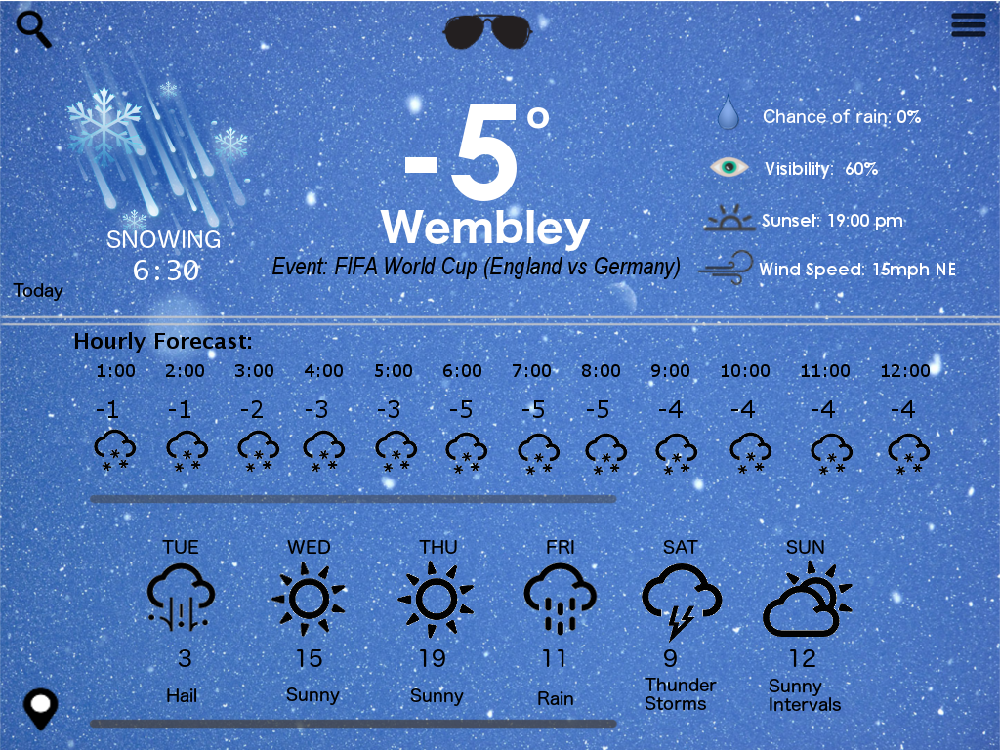 -5°
Wembley
Event: FIFA World Cup (England vs Germany)
SNOWING
6:30
Today
Chance of rain: 0%
Visibility: 60%
Sunset: 19:00 pm
Wind Speed: 15mph NE
Hourly Forecast:
1:00 2:00 3:00 4:00 5:00 6:00 7:00 8:00 9:00 10:00 11:00 12:00
-1 -1 -2 -3 -3 -5 -5 -5 -4 -4 -4 -4
TUE WED THU FRI SAT SUN
3 15 19 11 9 12
Hail Sunny Sunny Rain Thunder Storms Sunny Intervals